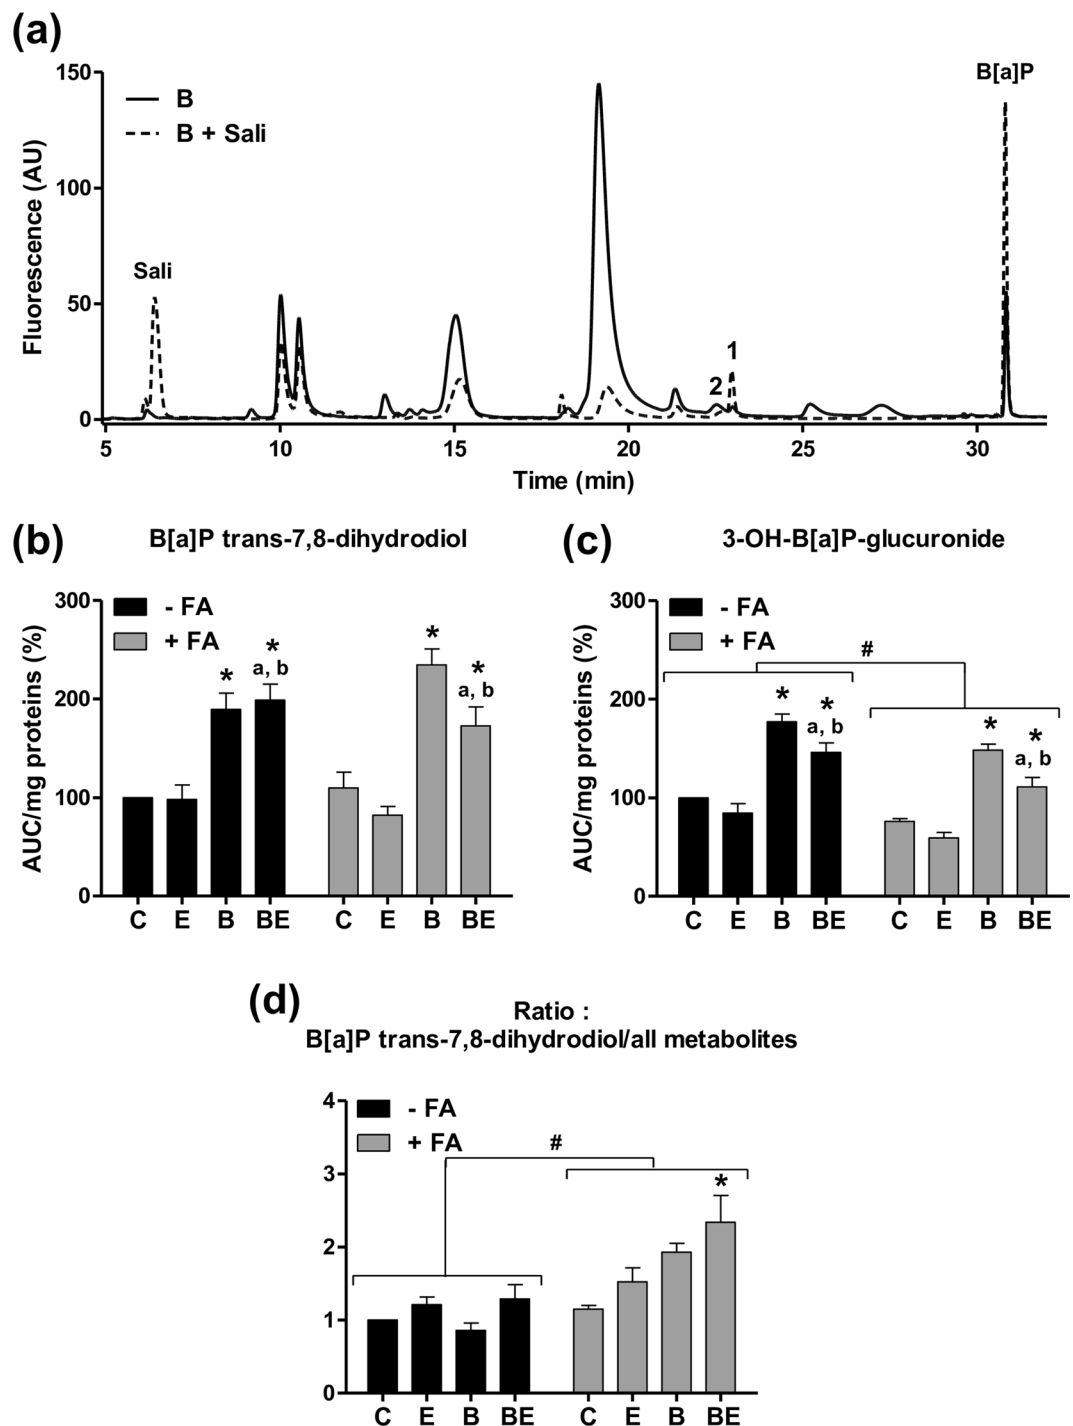 (a)
150
100
50
0
Fluorescence (AU)
B
B + Sali
Sali
2
1
B[a]P
5 10 15 20 25 30
Time (min)
(b)
B[a]P trans-7,8-dihydrodiol
300
200
100
0
AUC/mg proteins (%)
- FA
+ FA
*
*
a, b
*
*
a, b
C E B BE C E B BE
(c)
3-OH-B[a]P-glucuronide
300
200
100
0
AUC/mg proteins (%)
- FA
+ FA
#
*
*
a, b
*
*
a, b
C E B BE C E B BE
(d)
Ratio :
B[a]P trans-7,8-dihydrodiol/all metabolites
4
3
2
1
0
- FA
+ FA
#
*
C E B BE C E B BE